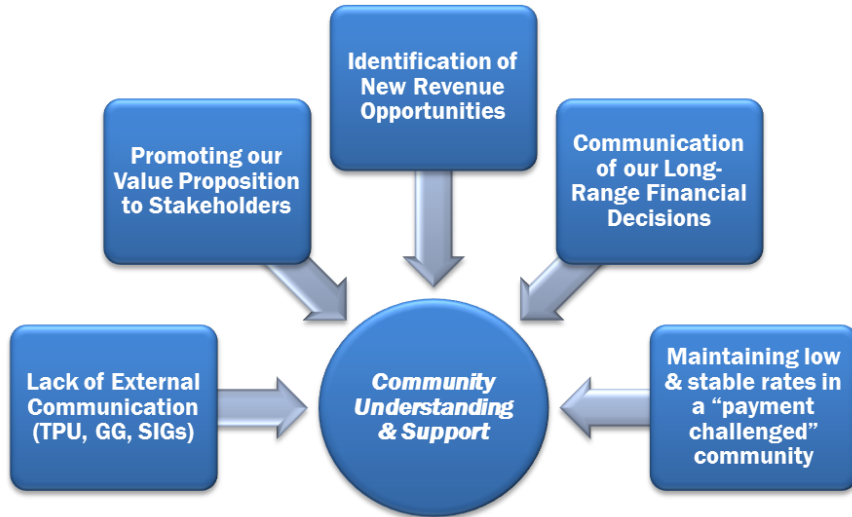 Identification of
New Revenue
Opportunities
Promoting our
Value Proposition
to Stakeholders
Communication
of our Long-
Range Financial
Decisions
Lack of External
Communication
(TPU, GG, SIGs)
Community
Understanding
& Support
Maintaining low
& stable rates in
a “payment
challenged”
community